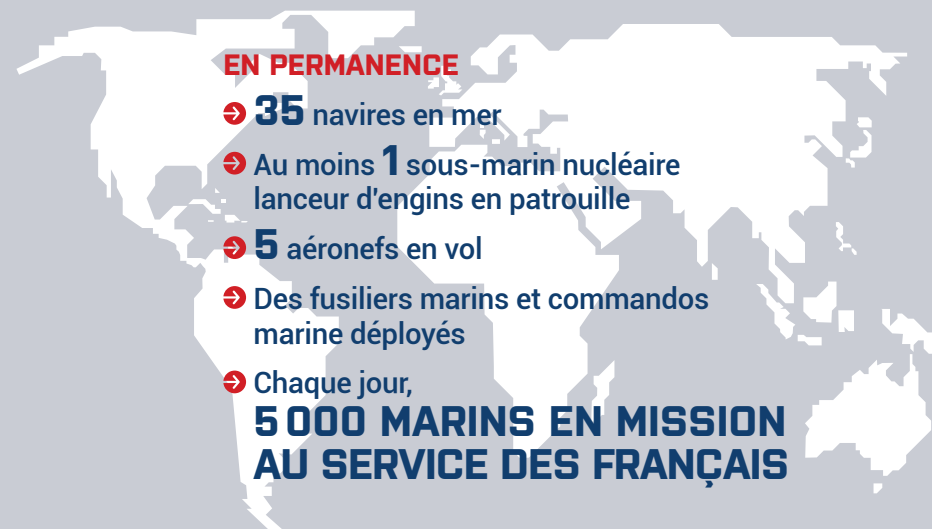 EN PERMANENCE
35 navires en mer
Au moins 1 sous-marin nucléaire
lanceur d'engins en patrouille
5 aéronefs en vol
Des fusiliers marins et commandos
marine déployés
Chaque jour,
5 000 MARINS EN MISSION
AU SERVICE DES FRANÇAIS